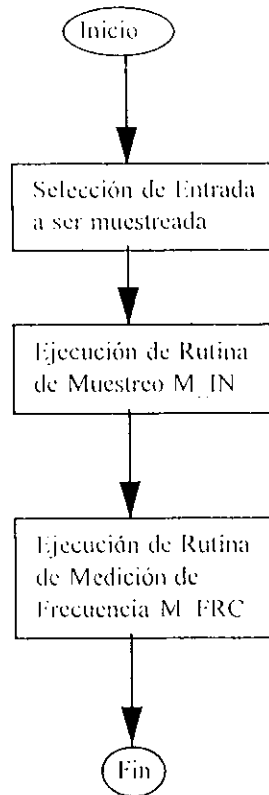 Inicio
Selección de Entrada
a ser muestreada
Ejecución de Rutina
de Muestreo M_IN
Ejecución de Rutina
de Medición de
Frecuencia M_FRC
Fin